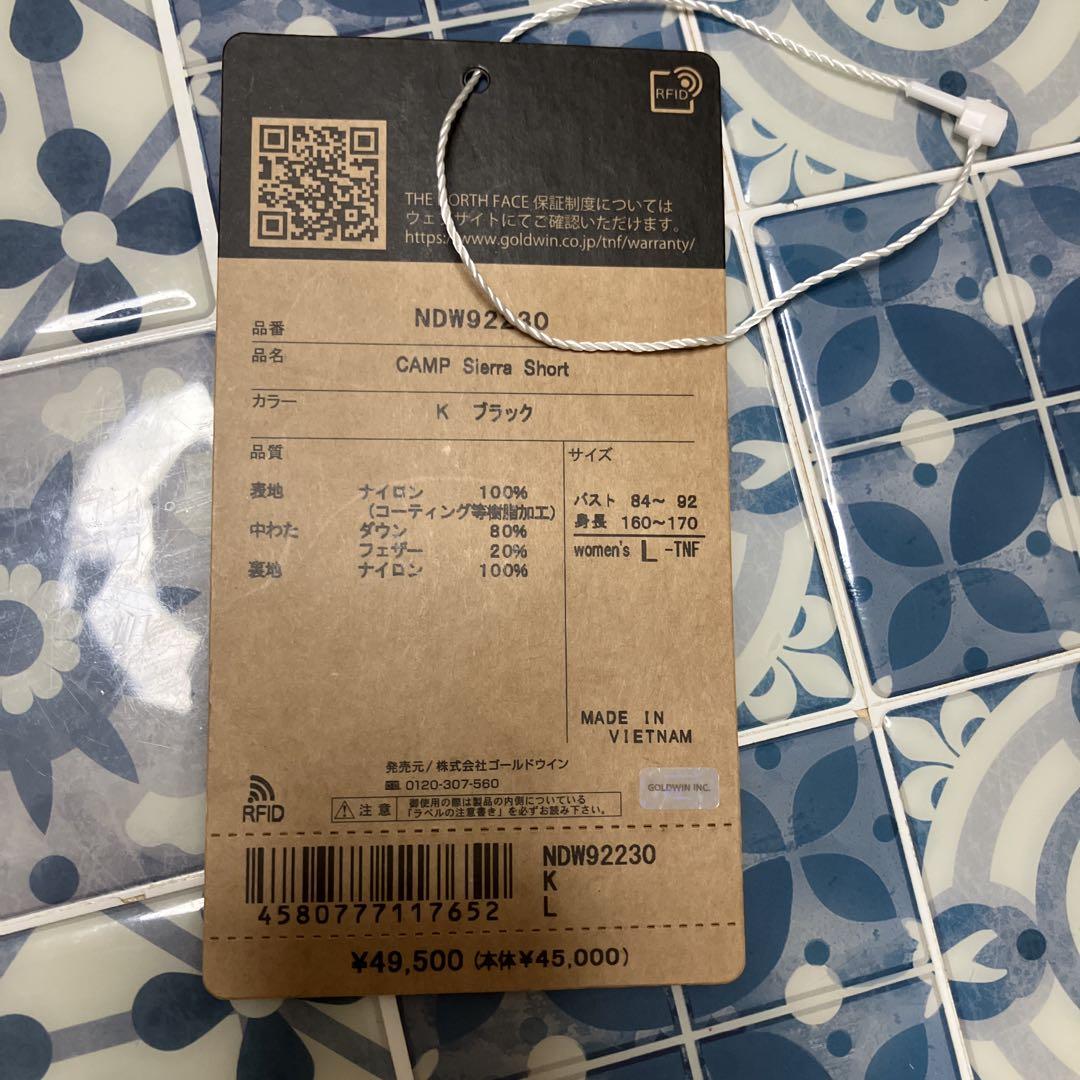 RFID
THE NORTH FACE 保証制度については
ウェブサイトにてご確認いただけます。
https://www.goldwin.co.jp/tnf/warranty/
品番 NDW92230
品名 CAMP Sierra Short
カラー K ブラック
品質
表地 ナイロン 100%
(コーティング等樹脂加工)
中わた ダウン 80%
フェザー 20%
裏地 ナイロン 100%
サイズ
バスト 84~ 92
身長 160~170
women's L -TNF
MADE IN
VIETNAM
発売元/株式会社ゴールドウイン
0120-307-560
GOLDWIN INC.
RFID
注意 御使用の際は製品の内側についている
「ラベルの注意書き」を必ずお読み下さい。
4580777117652
NDW92230
K
L
¥49,500 (本体¥45,000)